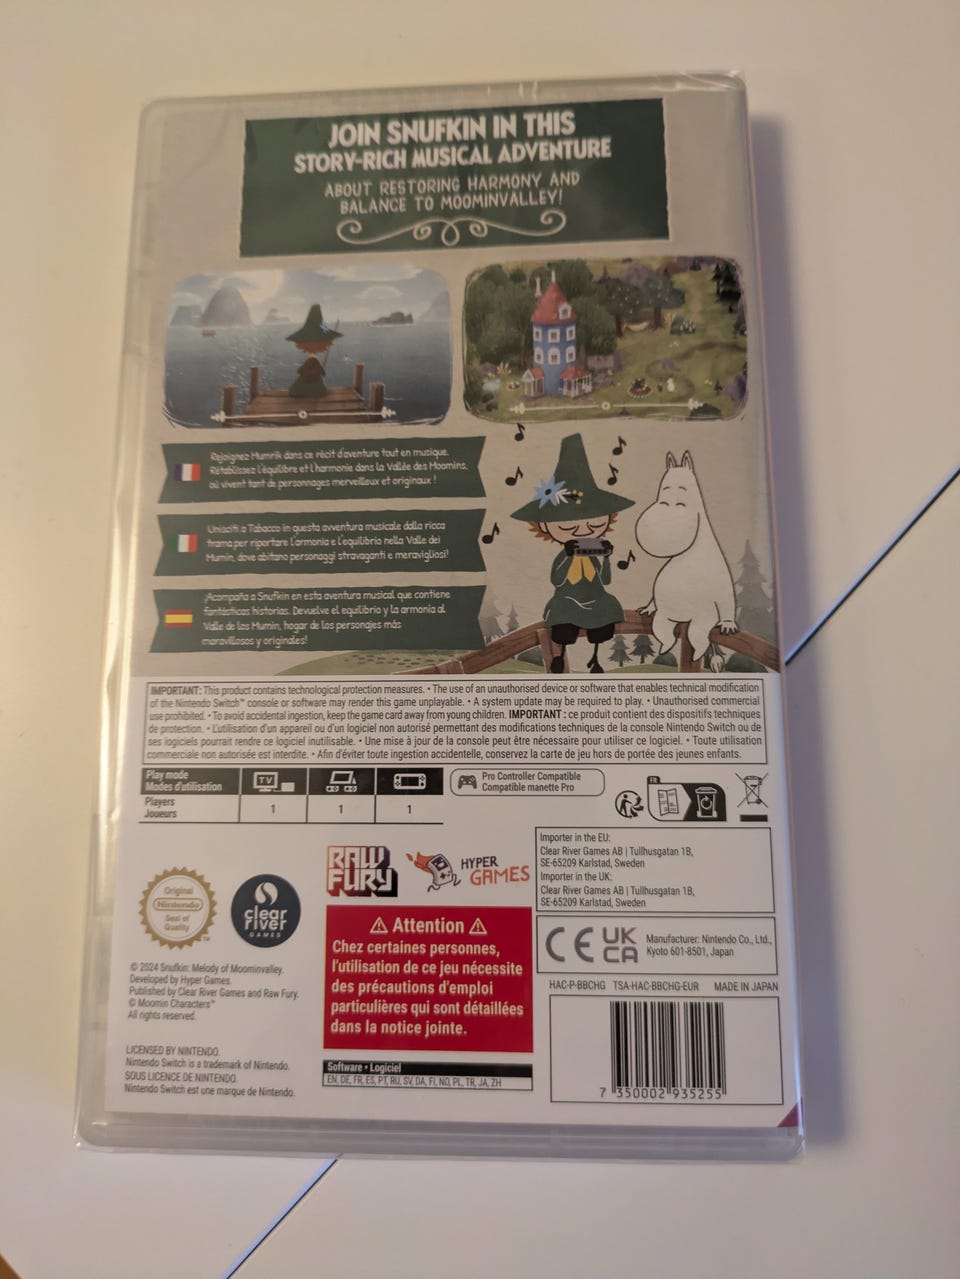 JOIN SNUFKIN IN THIS
STORY-RICH MUSICAL ADVENTURE
ABOUT RESTORING HARMONY AND
BALANCE TO MOOMINVALLEY!
Rejoignez Mumrik dans ce récit d'aventure tout en musique.
Rétablissez l'équilibre et l'harmonie dans la Vallée des Moomins,
où vivent tant de personnages merveilleux et originaux !
Unisciti a Tabacco in questa avventura musicale dalla ricca
trama per riportare l'armonia e l'equilibrio nella Valle dei
Mumin, dove abitano personaggi stravaganti e meravigliosi!
¡Acompaña a Snufkin en esta aventura musical que contiene
fantásticas historias. Devuelve el equilibrio y la armonía al
Valle de los Mumin, hogar de los personajes más
maravillosos y originales!
IMPORTANT: This product contains technological protection measures. • The use of an unauthorised device or software that enables technical modification
of the Nintendo Switch™ console or software may render this game unplayable. • A system update may be required to play. • Unauthorised commercial
use prohibited. • To avoid accidental ingestion, keep the game card away from young children. IMPORTANT : ce produit contient des dispositifs techniques
de protection. • L'utilisation d'un appareil ou d'un logiciel non autorisé permettant des modifications techniques de la console Nintendo Switch ou de
ses logiciels pourrait rendre ce logiciel inutilisable. • Une mise à jour de la console peut être nécessaire pour utiliser ce logiciel. • Toute utilisation
commerciale non autorisée est interdite. • Afin d'éviter toute ingestion accidentelle, conservez la carte de jeu hors de portée des jeunes enfants.
Play mode
Modes d'utilisation
TV
Players
Joueurs
1
1
1
Pro Controller Compatible
Compatible manette Pro
FR
RAW
FURY
HYPER
GAMES
Original
Nintendo
Seal of
Quality
TM
clear
river
GAMES
Importer in the EU:
Clear River Games AB | Tullhusgatan 1B,
SE-65209 Karlstad, Sweden
Importer in the UK:
Clear River Games AB | Tullhusgatan 1B,
SE-65209 Karlstad, Sweden
⚠ Attention ⚠
Chez certaines personnes,
l'utilisation de ce jeu nécessite
des précautions d'emploi
particulières qui sont détaillées
dans la notice jointe.
CE UK
CA
Manufacturer: Nintendo Co., Ltd.,
Kyoto 601-8501, Japan
HAC-P-BBCHG TSA-HAC-BBCHG-EUR MADE IN JAPAN
© 2024 Snufkin: Melody of Moominvalley.
Developed by Hyper Games.
Published by Clear River Games and Raw Fury.
© Moomin Characters™
All rights reserved.
LICENSED BY NINTENDO.
Nintendo Switch is a trademark of Nintendo.
SOUS LICENCE DE NINTENDO.
Nintendo Switch est une marque de Nintendo.
Software • Logiciel
EN, DE, FR, ES, PT, RU, SV, DA, FI, NO, PL, TR, JA, ZH
7 350002 935255